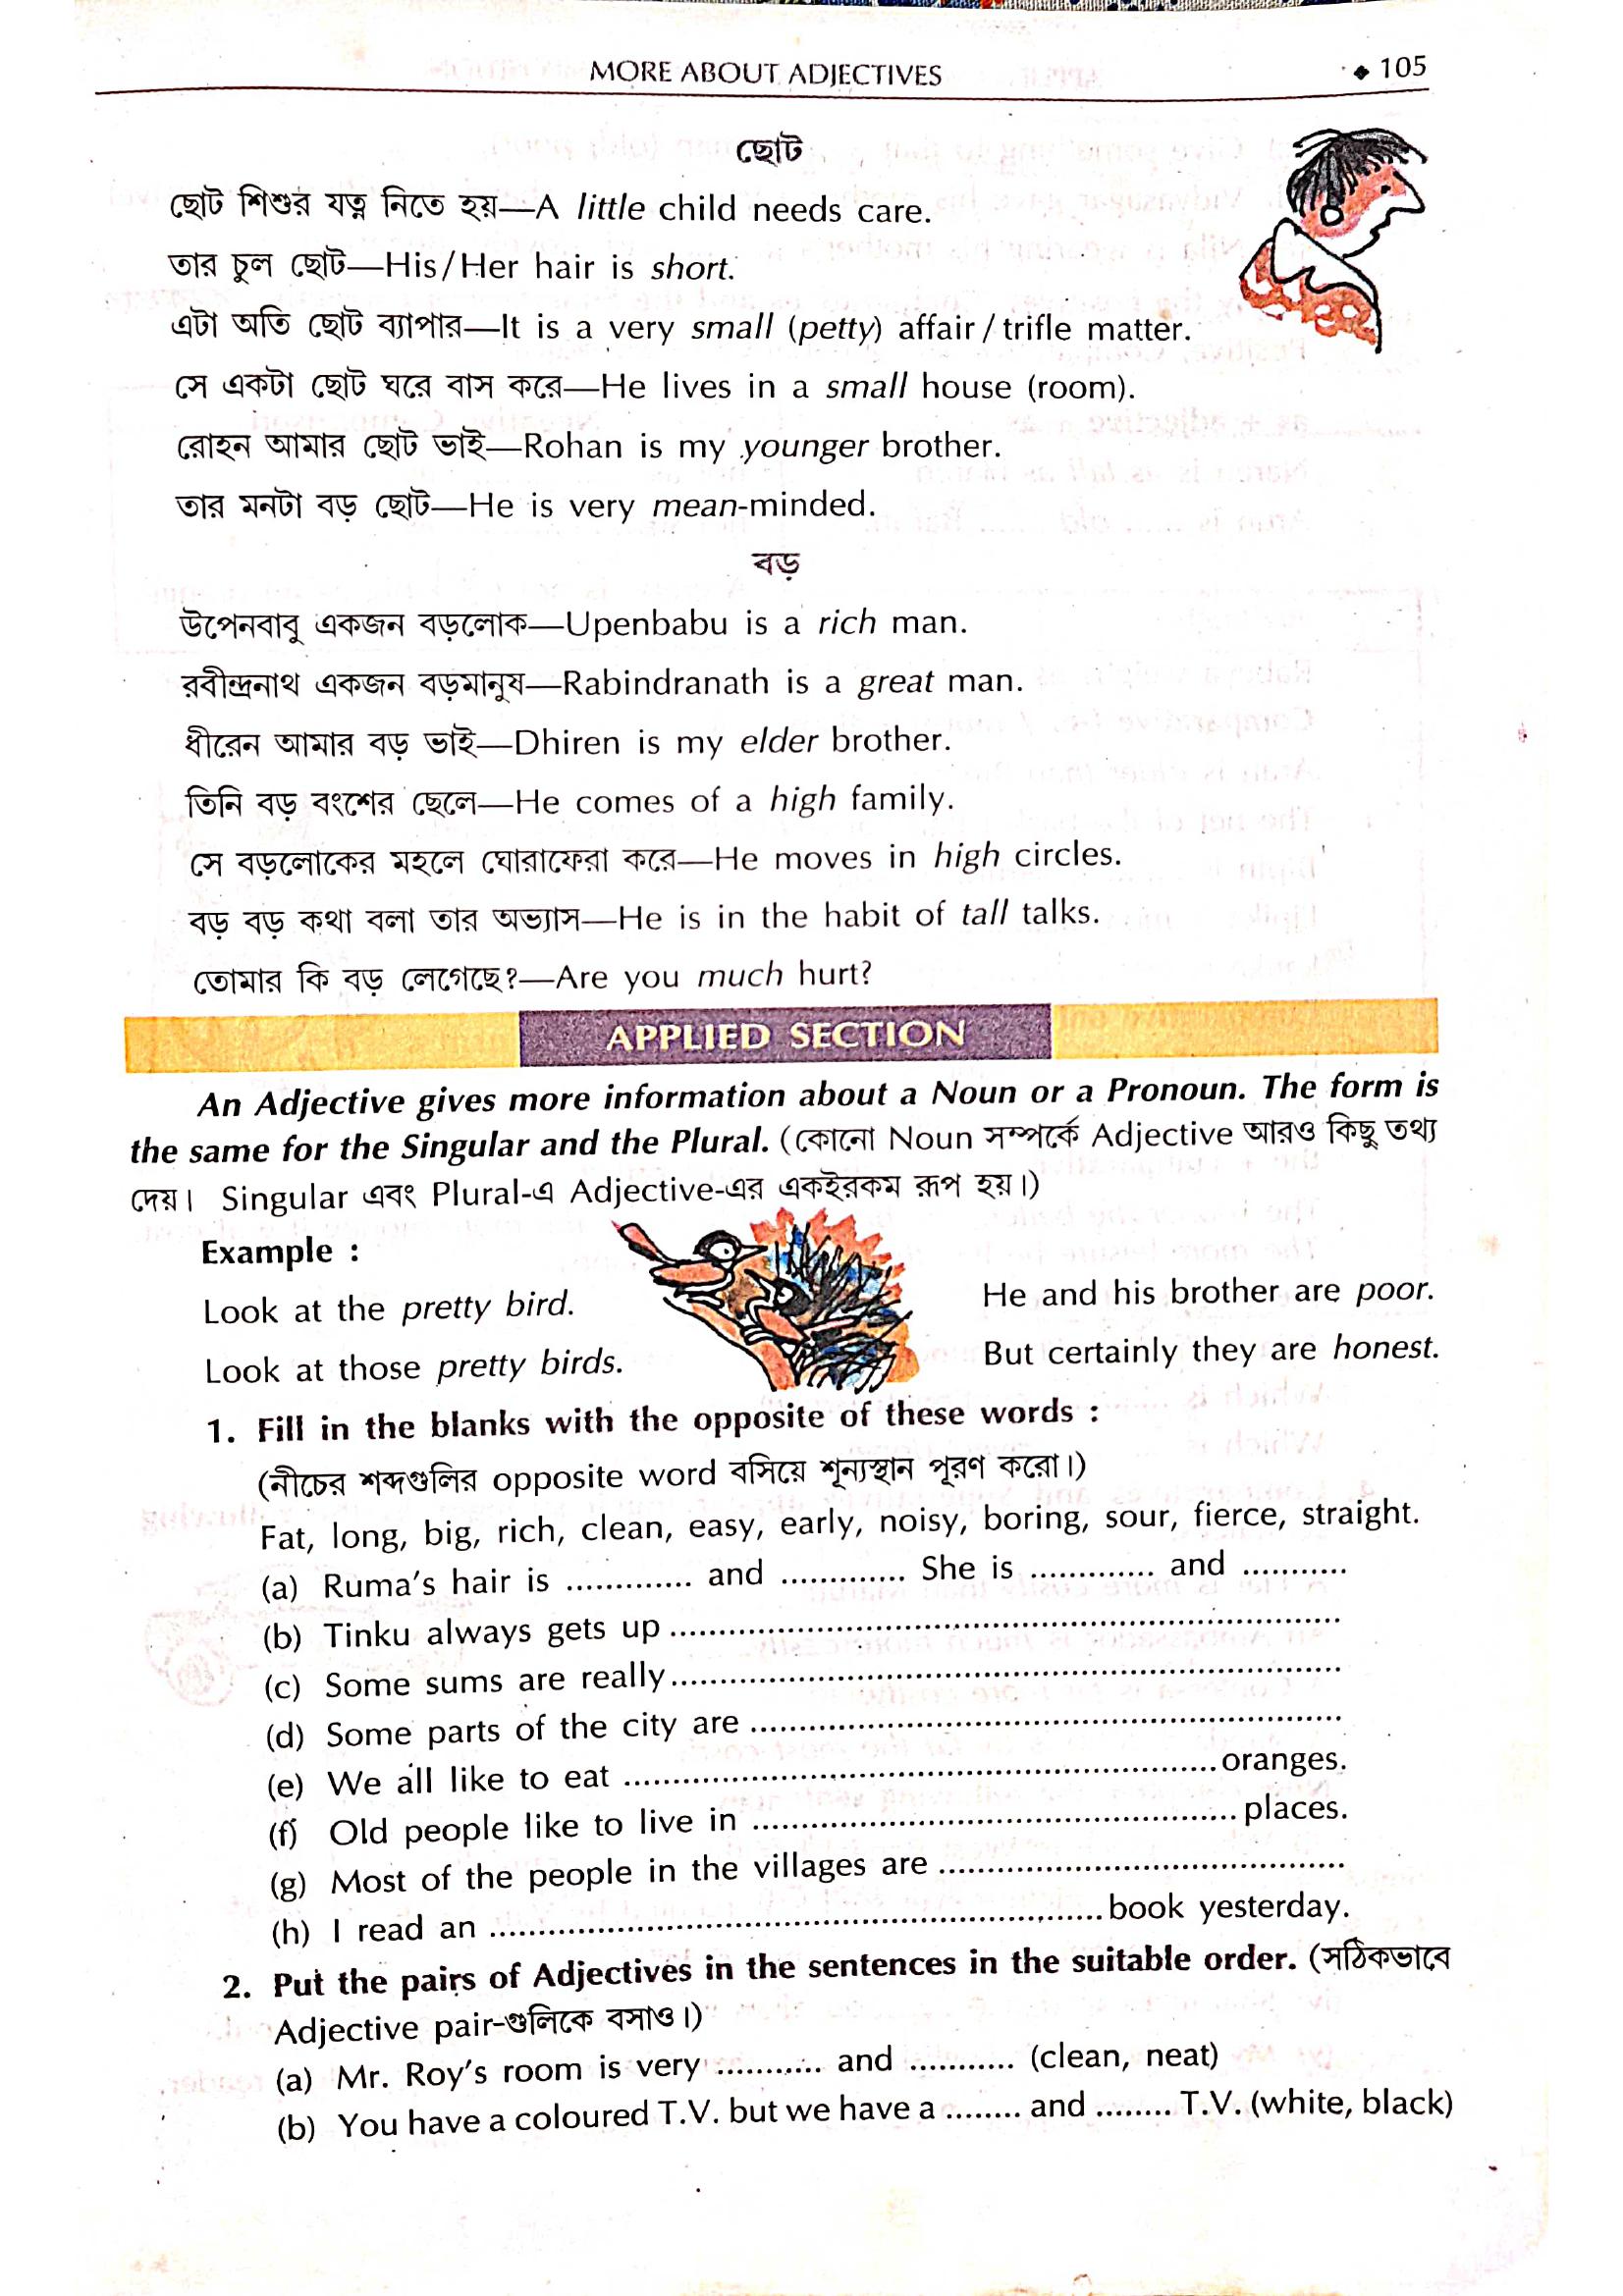 MORE ABOUT ADJECTIVES ◆ 105
ছোট
ছোট শিশুর যত্ন নিতে হয়—A little child needs care.
তার চুল ছোট—His/Her hair is short.
এটা অতি ছোট ব্যাপার—It is a very small (petty) affair / trifle matter.
সে একটা ছোট ঘরে বাস করে—He lives in a small house (room).
রোহন আমার ছোট ভাই—Rohan is my younger brother.
তার মনটা বড় ছোট—He is very mean-minded.
বড়
উপেনবাবু একজন বড়লোক—Upenbabu is a rich man.
রবীন্দ্রনাথ একজন বড়মানুষ—Rabindranath is a great man.
ধীরেন আমার বড় ভাই—Dhiren is my elder brother.
তিনি বড় বংশের ছেলে—He comes of a high family.
সে বড়লোকের মহলে ঘোরাফেরা করে—He moves in high circles.
বড় বড় কথা বলা তার অভ্যাস—He is in the habit of tall talks.
তোমার কি বড় লেগেছে?—Are you much hurt?
APPLIED SECTION
An Adjective gives more information about a Noun or a Pronoun. The form is
the same for the Singular and the Plural. (কোনো Noun সম্পর্কে Adjective আরও কিছু তথ্য
দেয়। Singular এবং Plural-এ Adjective-এর একইরকম রূপ হয়।)
Example :
Look at the pretty bird. He and his brother are poor.
Look at those pretty birds. But certainly they are honest.
1. Fill in the blanks with the opposite of these words :
(নীচের শব্দগুলির opposite word বসিয়ে শূন্যস্থান পূরণ করো।)
Fat, long, big, rich, clean, easy, early, noisy, boring, sour, fierce, straight.
(a) Ruma's hair is ............. and ............. She is ............. and ...........
(b) Tinku always gets up ......................................................................
(c) Some sums are really......................................................................
(d) Some parts of the city are ..............................................................
(e) We all like to eat ..............................................................oranges.
(f) Old people like to live in .................................................. places.
(g) Most of the people in the villages are ..........................................
(h) I read an ................................................................book yesterday.
2. Put the pairs of Adjectives in the sentences in the suitable order. (সঠিকভাবে
Adjective pair-গুলিকে বসাও।)
(a) Mr. Roy's room is very ........... and ........... (clean, neat)
(b) You have a coloured T.V. but we have a ........ and ........ T.V. (white, black)